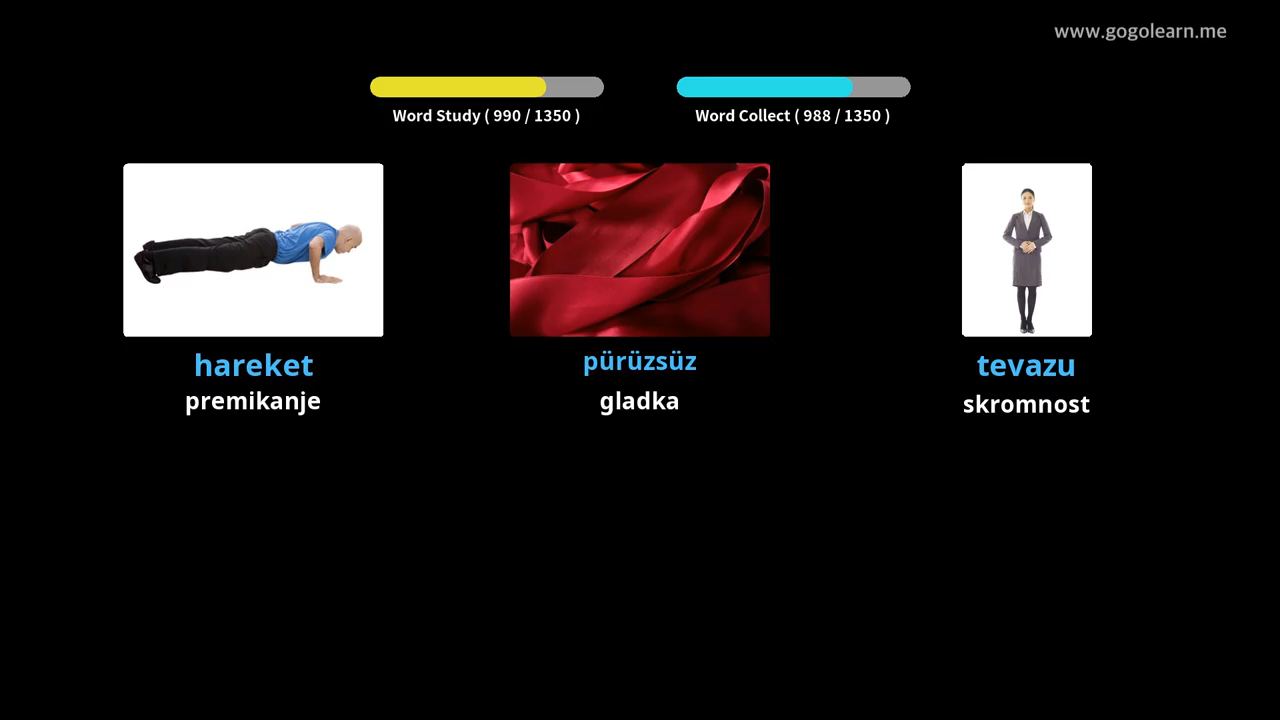 www.gogolearn.me
Word Study ( 990 / 1350 )
Word Collect ( 988 / 1350 )
hareket
premikanje
pürüzsüz
gladka
tevazu
skromnost